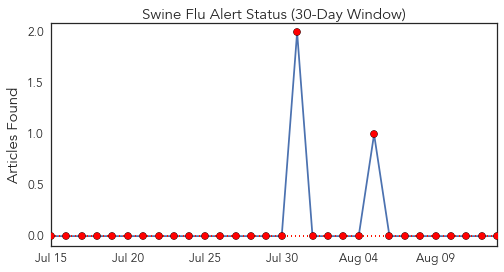 Swine Flu Alert Status (30-Day Window)
Articles Found
2.0
1.5
1.0
0.5
0.0
Jul 15 Jul 20 Jul 25 Jul 30 Aug 04 Aug 09